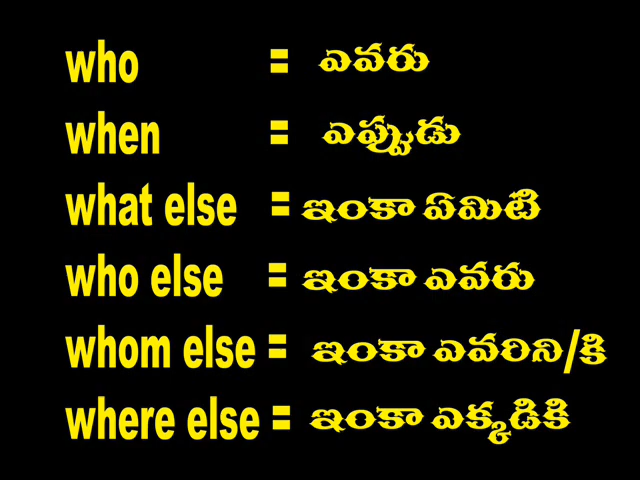 who = ఎవరు
when = ఎప్పుడు
what else = ఇంకా ఏమిటి
who else = ఇంకా ఎవరు
whom else = ఇంకా ఎవరిని/కి
where else = ఇంకా ఎక్కడికి